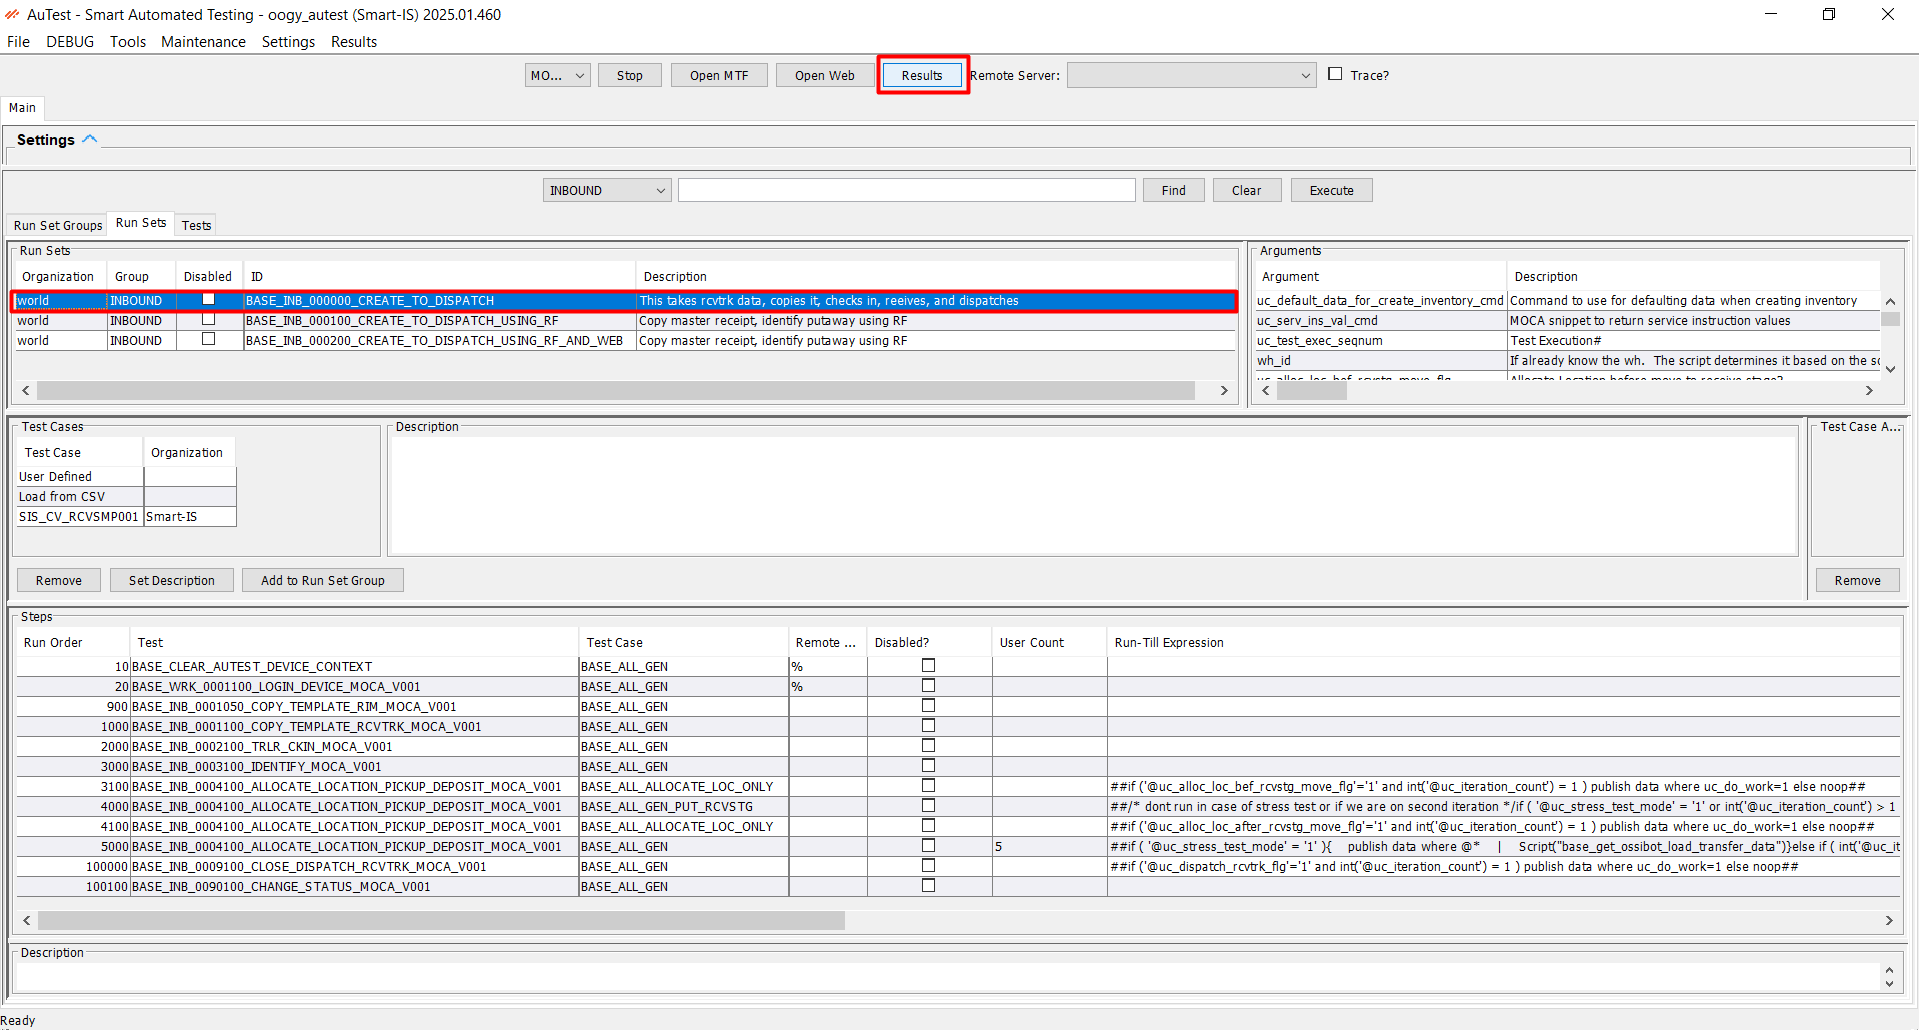 AuTest - Smart Automated Testing - oogy_autest (Smart-IS) 2025.01.460
File DEBUG Tools Maintenance Settings Results
MO... Stop Open MTF Open Web Results Remote Server: Trace?
Main
Settings
INBOUND Find Clear Execute
Run Set Groups Run Sets Tests
Run Sets
Organization Group Disabled ID Description
world INBOUND BASE_INB_000000_CREATE_TO_DISPATCH This takes rcvtrk data, copies it, checks in, reeives, and dispatches
world INBOUND BASE_INB_000100_CREATE_TO_DISPATCH_USING_RF Copy master receipt, identify putaway using RF
world INBOUND BASE_INB_000200_CREATE_TO_DISPATCH_USING_RF_AND_WEB Copy master receipt, identify putaway using RF
Arguments
Argument Description
uc_default_data_for_create_inventory_cmd Command to use for defaulting data when creating inventory
uc_serv_ins_val_cmd MOCA snippet to return service instruction values
uc_test_exec_seqnum Test Execution#
wh_id If already know the wh. The script determines it based on the sc
uc_alloc_loc_bef_rcvstg_move_flg Allocate Location before move to receive stage?
Test Cases
Test Case Organization
User Defined
Load from CSV
SIS_CV_RCVSMP001 Smart-IS
Description
Test Case A...
Remove Set Description Add to Run Set Group
Remove
Steps
Run Order Test Test Case Remote ... Disabled? User Count Run-Till Expression
10 BASE_CLEAR_AUTEST_DEVICE_CONTEXT BASE_ALL_GEN %
20 BASE_WRK_0001100_LOGIN_DEVICE_MOCA_V001 BASE_ALL_GEN %
900 BASE_INB_0001050_COPY_TEMPLATE_RIM_MOCA_V001 BASE_ALL_GEN
1000 BASE_INB_0001100_COPY_TEMPLATE_RCVTRK_MOCA_V001 BASE_ALL_GEN
2000 BASE_INB_0002100_TRLR_CKIN_MOCA_V001 BASE_ALL_GEN
3000 BASE_INB_0003100_IDENTIFY_MOCA_V001 BASE_ALL_GEN
3100 BASE_INB_0004100_ALLOCATE_LOCATION_PICKUP_DEPOSIT_MOCA_V001 BASE_ALL_ALLOCATE_LOC_ONLY ##if ('@uc_alloc_loc_bef_rcvstg_move_flg'='1' and int('@uc_iteration_count') = 1 ) publish data where uc_do_work=1 else noop##
4000 BASE_INB_0004100_ALLOCATE_LOCATION_PICKUP_DEPOSIT_MOCA_V001 BASE_ALL_GEN_PUT_RCVSTG ##/* dont run in case of stress test or if we are on second iteration */if ( '@uc_stress_test_mode' = '1' or int('@uc_iteration_count') > 1
4100 BASE_INB_0004100_ALLOCATE_LOCATION_PICKUP_DEPOSIT_MOCA_V001 BASE_ALL_ALLOCATE_LOC_ONLY ##if ('@uc_alloc_loc_after_rcvstg_move_flg'='1' and int('@uc_iteration_count') = 1 ) publish data where uc_do_work=1 else noop##
5000 BASE_INB_0004100_ALLOCATE_LOCATION_PICKUP_DEPOSIT_MOCA_V001 BASE_ALL_GEN 5 ##if ( '@uc_stress_test_mode' = '1' ){ publish data where @* | Script("base_get_ossibot_load_transfer_data")}else if ( int('@uc_it
100000 BASE_INB_0009100_CLOSE_DISPATCH_RCVTRK_MOCA_V001 BASE_ALL_GEN ##if ('@uc_dispatch_rcvtrk_flg'='1' and int('@uc_iteration_count') = 1 ) publish data where uc_do_work=1 else noop##
100100 BASE_INB_0090100_CHANGE_STATUS_MOCA_V001 BASE_ALL_GEN
Description
Ready